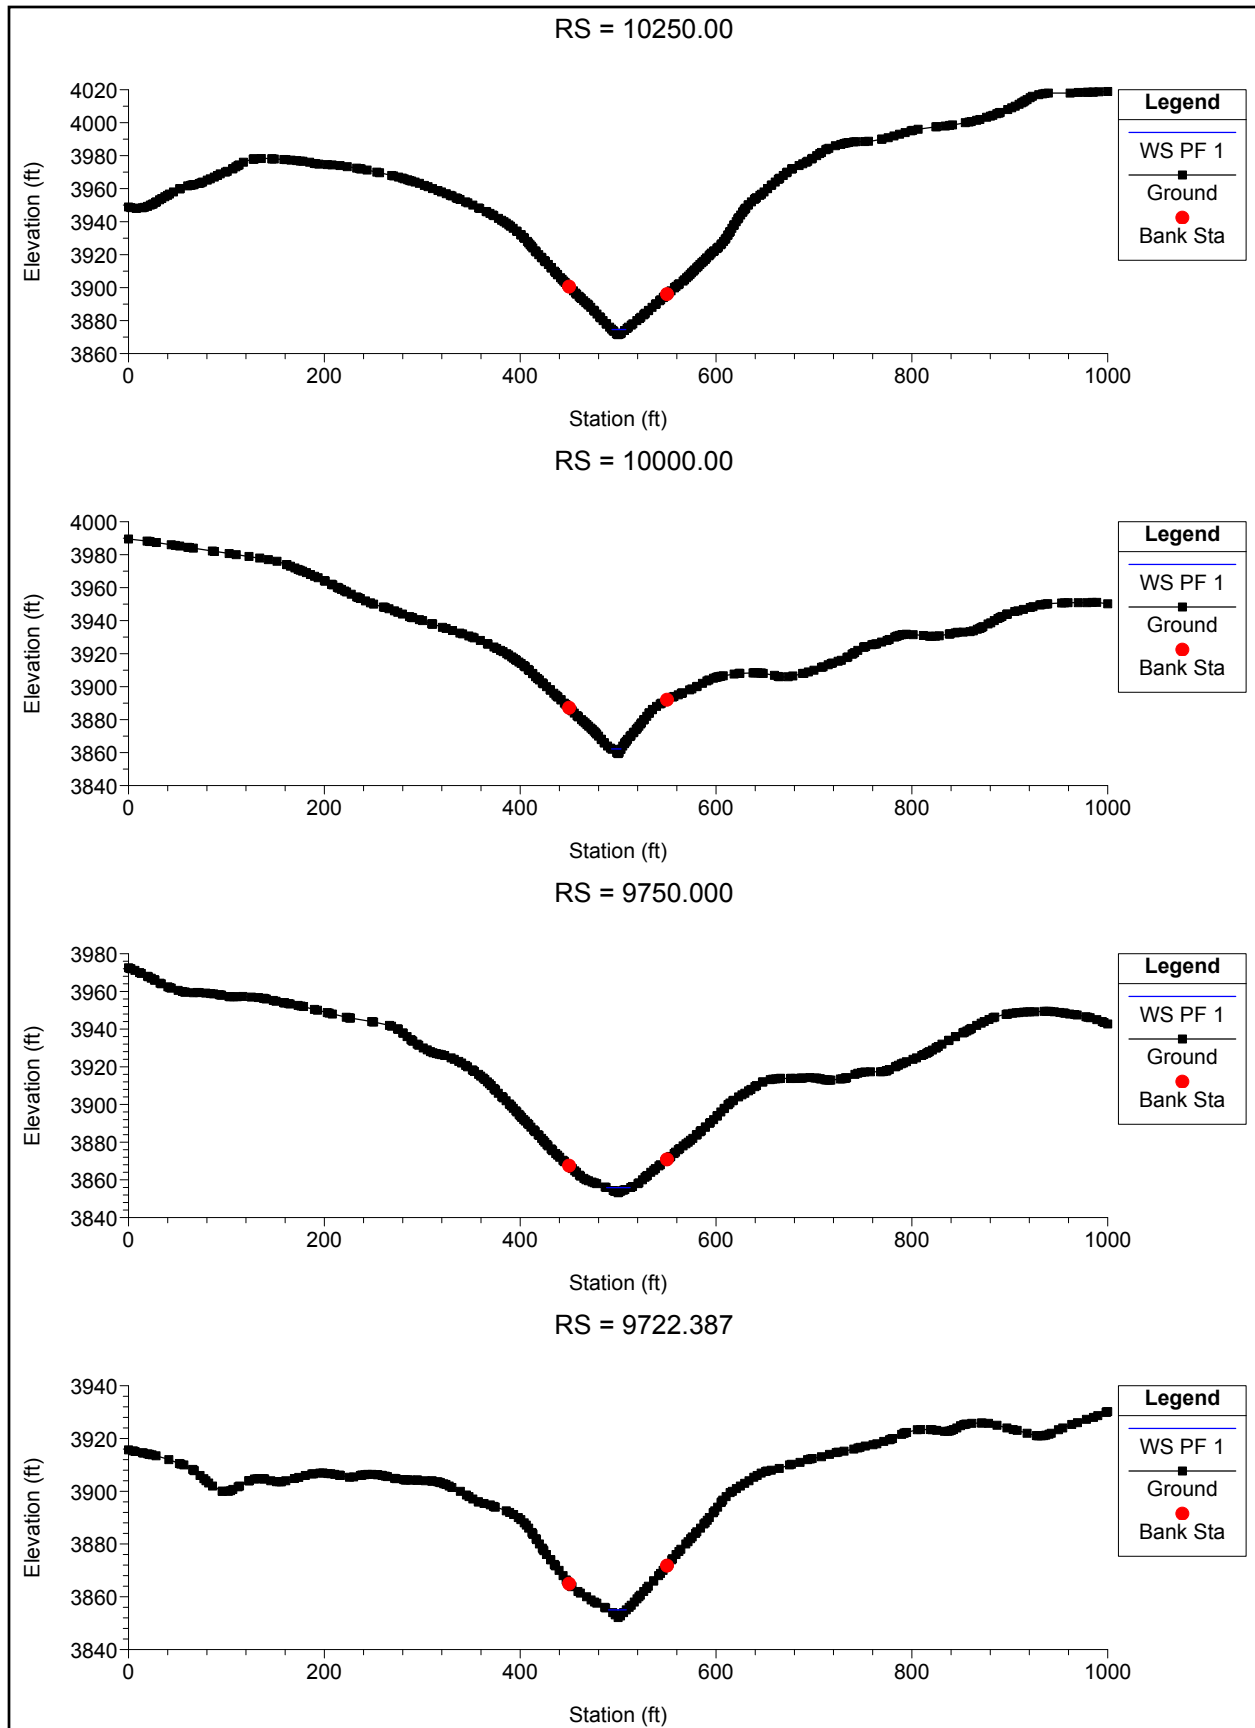 RS = 10250.00
4020
4000
3980
3960
3940
3920
3900
3880
3860
Elevation (ft)
0 200 400 600 800 1000
Station (ft)
Legend
WS PF 1
Ground
Bank Sta
RS = 10000.00
4000
3980
3960
3940
3920
3900
3880
3860
3840
Elevation (ft)
0 200 400 600 800 1000
Station (ft)
Legend
WS PF 1
Ground
Bank Sta
RS = 9750.000
3980
3960
3940
3920
3900
3880
3860
3840
Elevation (ft)
0 200 400 600 800 1000
Station (ft)
Legend
WS PF 1
Ground
Bank Sta
RS = 9722.387
3940
3920
3900
3880
3860
3840
Elevation (ft)
0 200 400 600 800 1000
Station (ft)
Legend
WS PF 1
Ground
Bank Sta